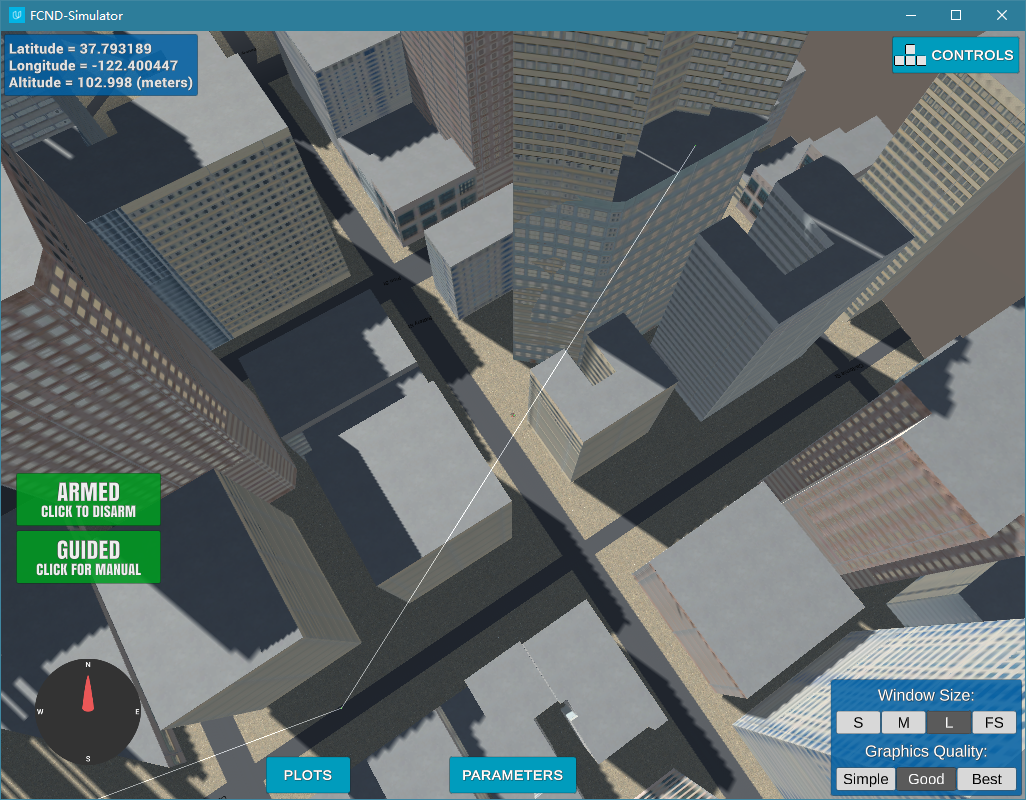 FCND-Simulator
Latitude = 37.793189
Longitude = -122.400447
Altitude = 102.998 (meters)
CONTROLS
ARMED
CLICK TO DISARM
GUIDED
CLICK FOR MANUAL
N
W
E
S
PLOTS
PARAMETERS
Window Size:
S M L FS
Graphics Quality:
Simple Good Best